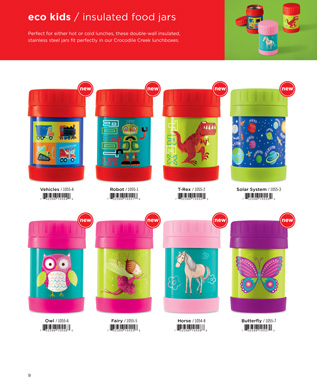 eco kids / insulated food jars
Perfect for either hot or cold lunches, these double-wall insulated,
stainless steel jars fit perfectly in our Crocodile Creek lunchboxes.
new new new new
Vehicles / 1055-4 Robot / 1055-1 T-Rex / 1055-2 Solar System / 1055-3
new new new new
Owl / 1055-6 Fairy / 1055-5 Horse / 1054-8 Butterfly / 1055-7